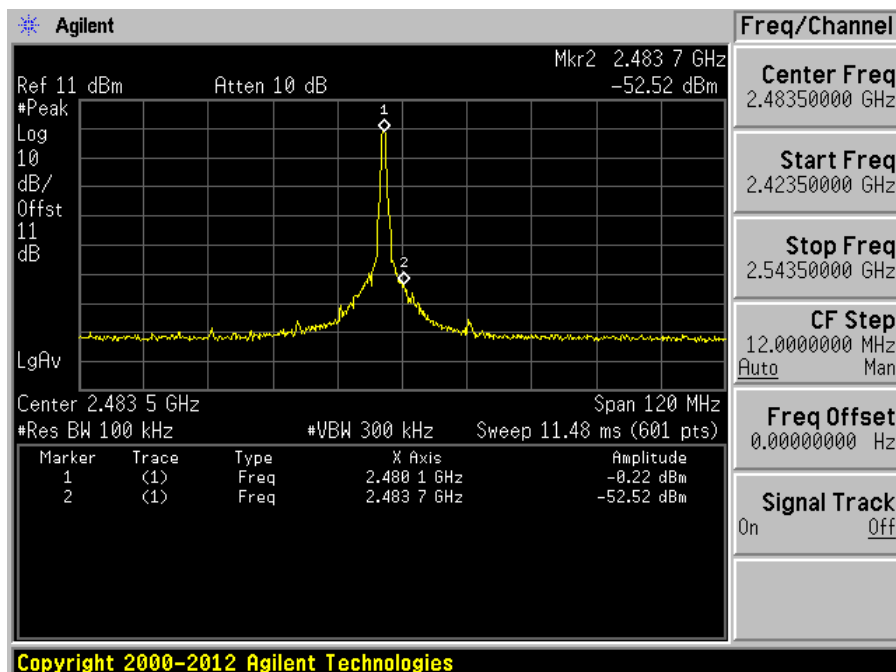 Agilent
Freq/Channel
Mkr2 2.483 7 GHz
Ref 11 dBm Atten 10 dB -52.52 dBm
#Peak
Log
10
dB/
Offst
11
dB
LgAv
1
2
Center 2.483 5 GHz Span 120 MHz
#Res BW 100 kHz #VBW 300 kHz Sweep 11.48 ms (601 pts)
Marker Trace Type X Axis Amplitude
1 (1) Freq 2.480 1 GHz -0.22 dBm
2 (1) Freq 2.483 7 GHz -52.52 dBm
Center Freq
2.48350000 GHz
Start Freq
2.42350000 GHz
Stop Freq
2.54350000 GHz
CF Step
12.0000000 MHz
Auto Man
Freq Offset
0.00000000 Hz
Signal Track
On Off
Copyright 2000-2012 Agilent Technologies